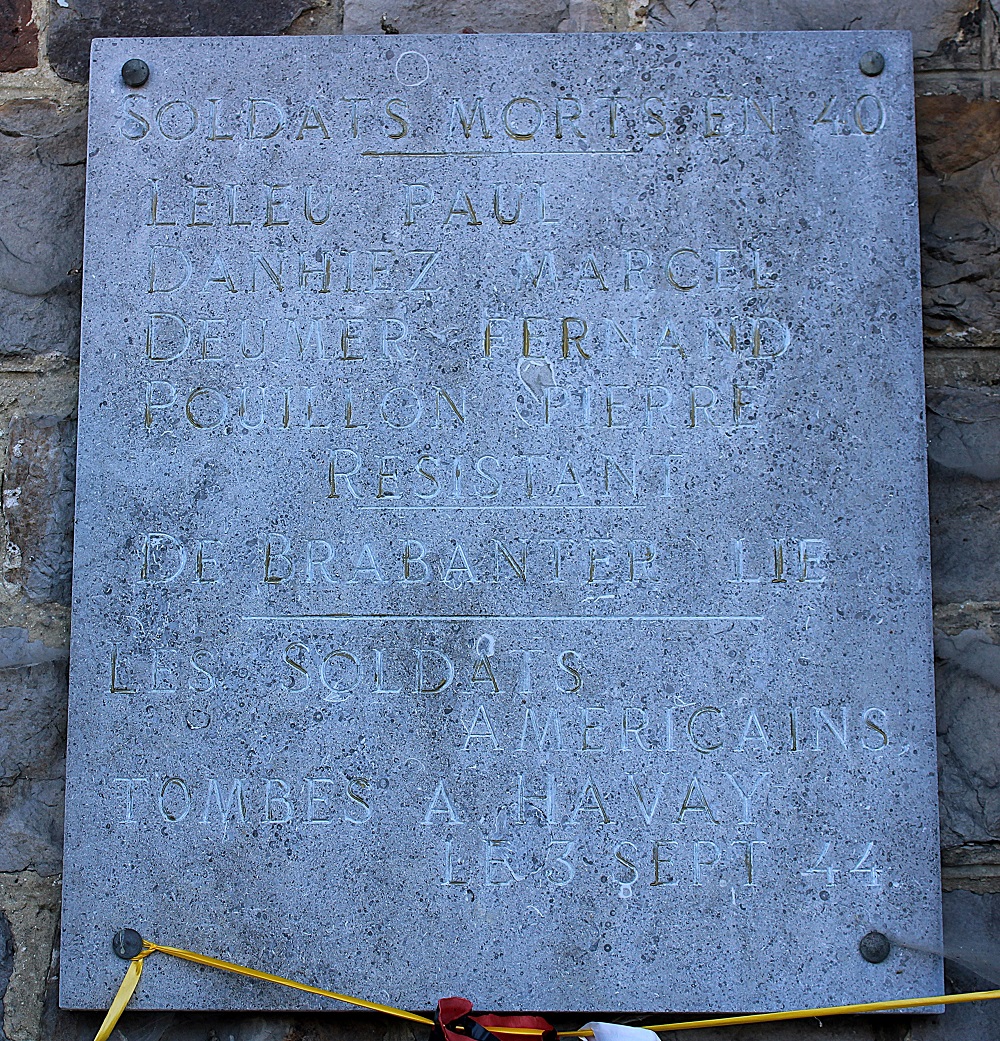 SOLDATS MORTS EN 40
LELEU PAUL
DANHIEZ MARCEL
DEUMER FERNAND
POUILLON PIERRE
RESISTANT
DE BRABANTER LIE
LES SOLDATS
AMERICAINS,
TOMBES A HAVAY
LE 3 SEPT 44